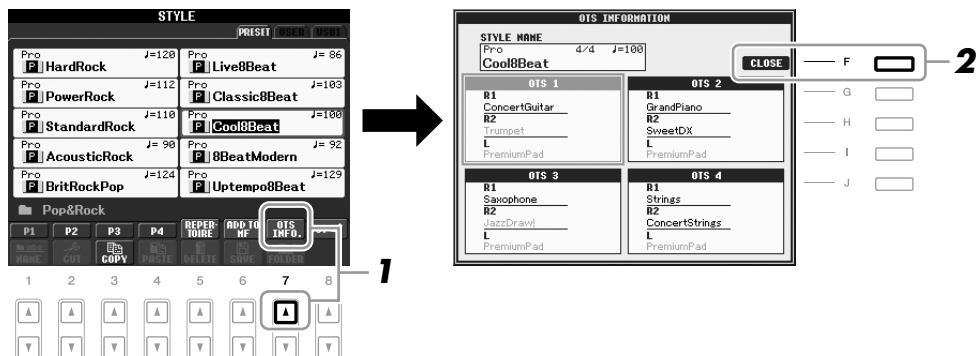 STYLE
PRESET USER USB1
Pro ♩=120
P HardRock
Pro ♩= 86
P Live8Beat
Pro ♩=112
P PowerRock
Pro ♩=103
P Classic8Beat
Pro ♩=110
P StandardRock
Pro ♩=100
P Cool8Beat
Pro ♩= 90
P AcousticRock
Pro ♩= 92
P 8BeatModern
Pro ♩=124
P BritRockPop
Pro ♩=129
P Uptempo8Beat
Pop&Rock
P1 P2 P3 P4 REPER-TOIRE ADD TO MF OTS INFO.
NAME CUT COPY PASTE DELETE SAVE FOLDER
1 2 3 4 5 6 7 8
1
OTS INFORMATION
STYLE NAME
Pro 4/4 ♩=100
Cool8Beat
CLOSE
OTS 1
R1
ConcertGuitar
R2
Trumpet
L
PremiumPad
OTS 2
R1
GrandPiano
R2
SweetDX
L
PremiumPad
OTS 3
R1
Saxophone
R2
JazzDraw!
L
PremiumPad
OTS 4
R1
Strings
R2
ConcertStrings
L
PremiumPad
F
G
H
I
J
2